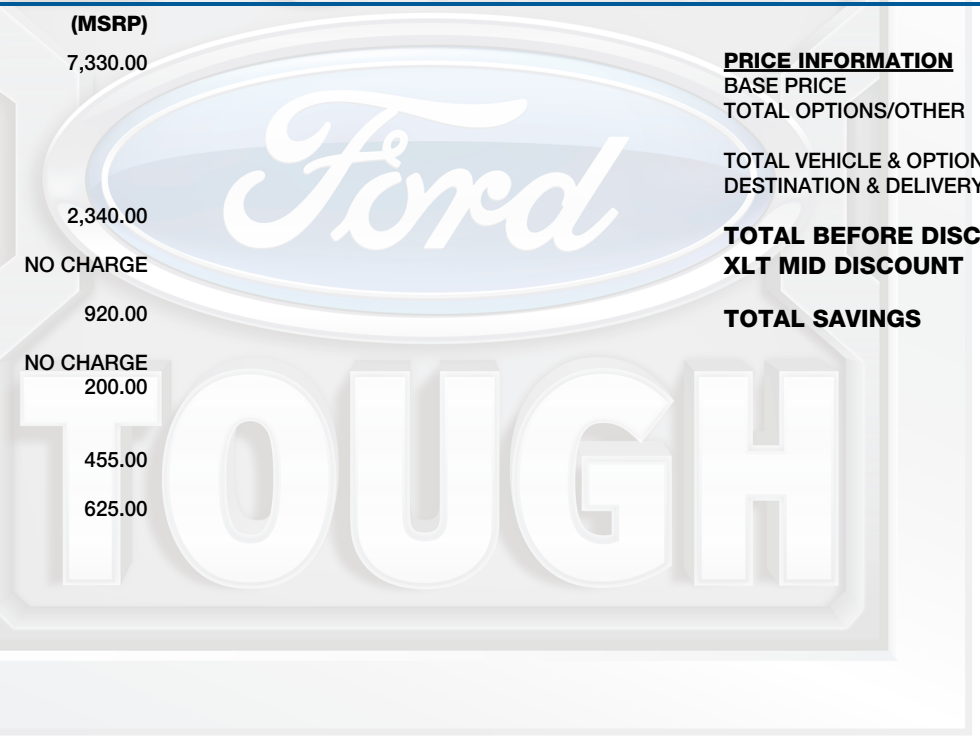 (MSRP)
7,330.00
2,340.00
NO CHARGE
920.00
NO CHARGE
200.00
455.00
625.00
PRICE INFORMATION
BASE PRICE
TOTAL OPTIONS/OTHER
TOTAL VEHICLE & OPTION
DESTINATION & DELIVERY
TOTAL BEFORE DISC
XLT MID DISCOUNT
TOTAL SAVINGS
Ford
TOUGH